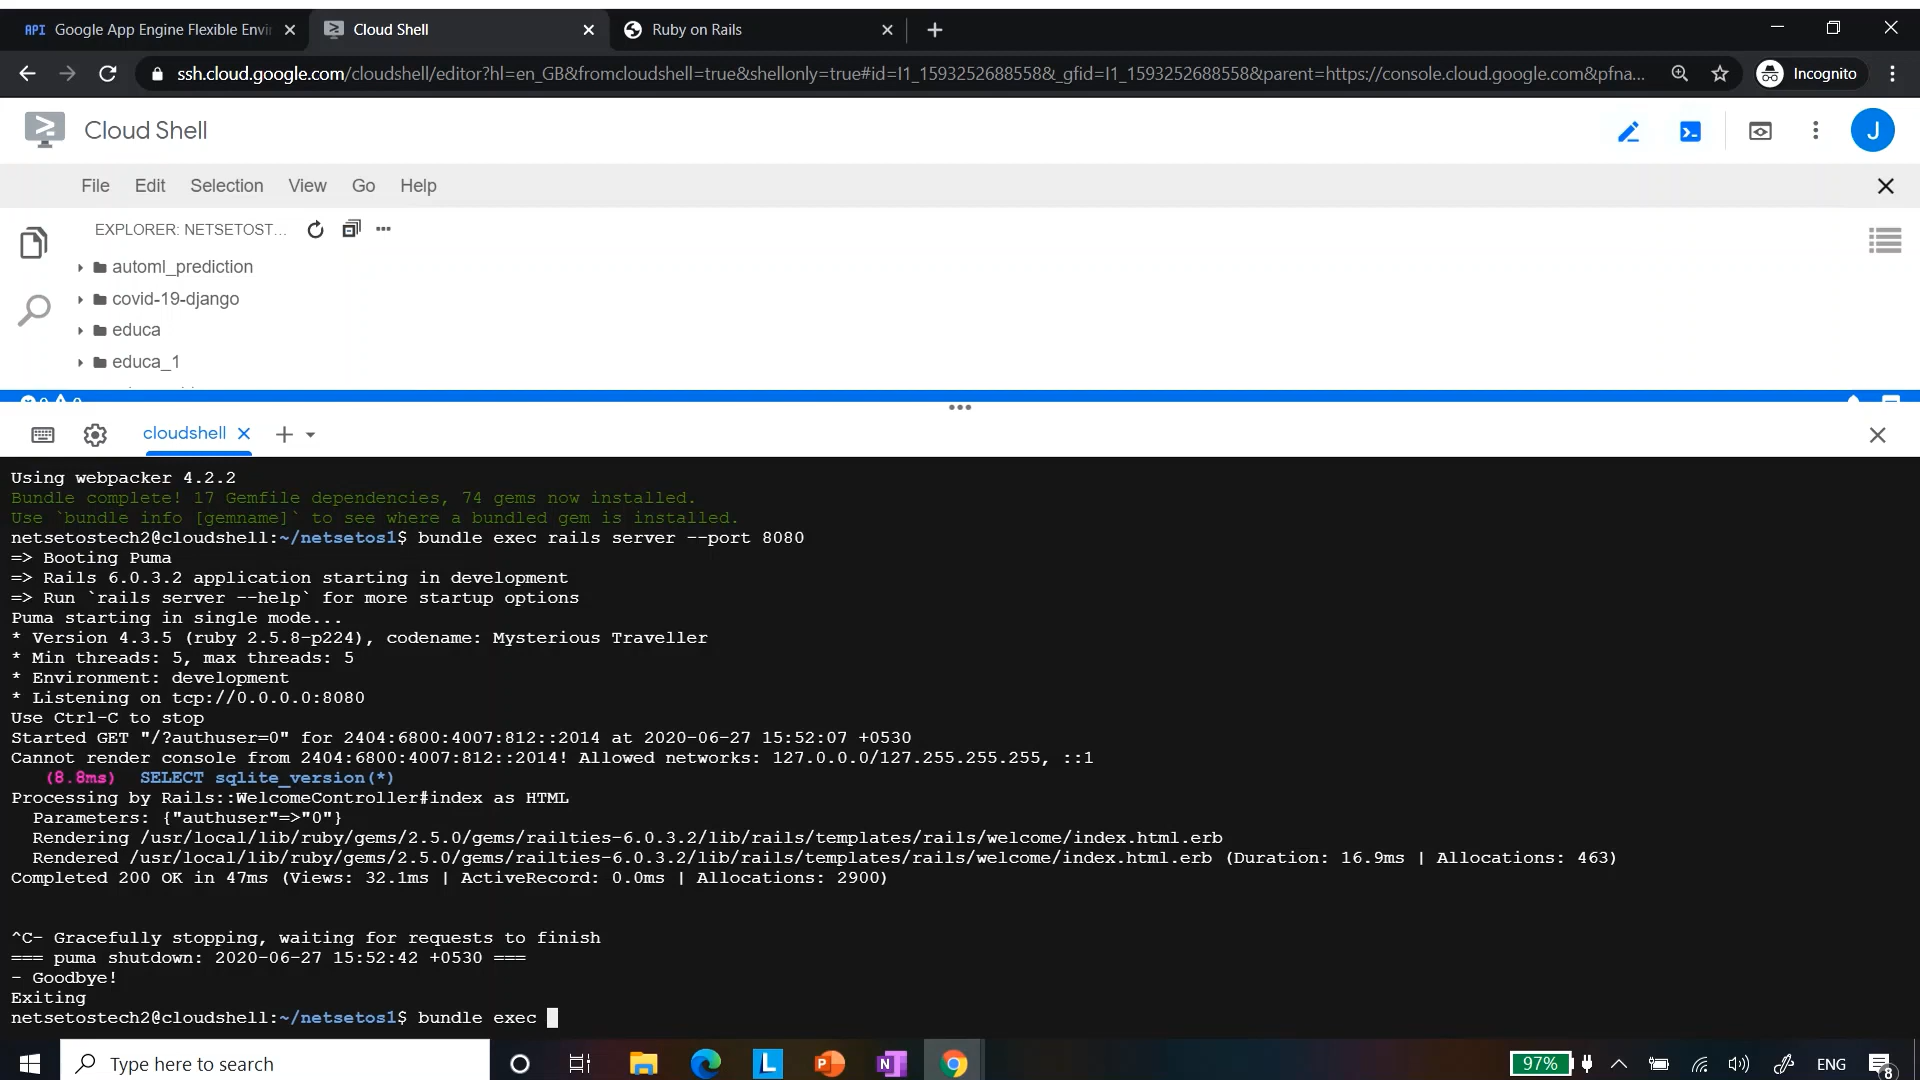 API Google App Engine Flexible Envi
Cloud Shell
Ruby on Rails
ssh.cloud.google.com/cloudshell/editor?hl=en_GB&fromcloudshell=true&shellonly=true#id=I1_1593252688558&_gfid=I1_1593252688558&parent=https://console.cloud.google.com&pfna...
Incognito
Cloud Shell
J
File Edit Selection View Go Help
EXPLORER: NETSETOST...
automl_prediction
covid-19-django
educa
educa_1
cloudshell
Using webpacker 4.2.2
Bundle complete! 17 Gemfile dependencies, 74 gems now installed.
Use `bundle info [gemname]` to see where a bundled gem is installed.
netsetostech2@cloudshell:~/netsetos1$ bundle exec rails server --port 8080
=> Booting Puma
=> Rails 6.0.3.2 application starting in development
=> Run `rails server --help` for more startup options
Puma starting in single mode...
* Version 4.3.5 (ruby 2.5.8-p224), codename: Mysterious Traveller
* Min threads: 5, max threads: 5
* Environment: development
* Listening on tcp://0.0.0.0:8080
Use Ctrl-C to stop
Started GET "/?authuser=0" for 2404:6800:4007:812::2014 at 2020-06-27 15:52:07 +0530
Cannot render console from 2404:6800:4007:812::2014! Allowed networks: 127.0.0.0/127.255.255.255, ::1
(8.8ms) SELECT sqlite_version(*)
Processing by Rails::WelcomeController#index as HTML
Parameters: {"authuser"=>"0"}
Rendering /usr/local/lib/ruby/gems/2.5.0/gems/railties-6.0.3.2/lib/rails/templates/rails/welcome/index.html.erb
Rendered /usr/local/lib/ruby/gems/2.5.0/gems/railties-6.0.3.2/lib/rails/templates/rails/welcome/index.html.erb (Duration: 16.9ms | Allocations: 463)
Completed 200 OK in 47ms (Views: 32.1ms | ActiveRecord: 0.0ms | Allocations: 2900)
^C- Gracefully stopping, waiting for requests to finish
=== puma shutdown: 2020-06-27 15:52:42 +0530 ===
- Goodbye!
Exiting
netsetostech2@cloudshell:~/netsetos1$ bundle exec
Type here to search
97%
ENG
8